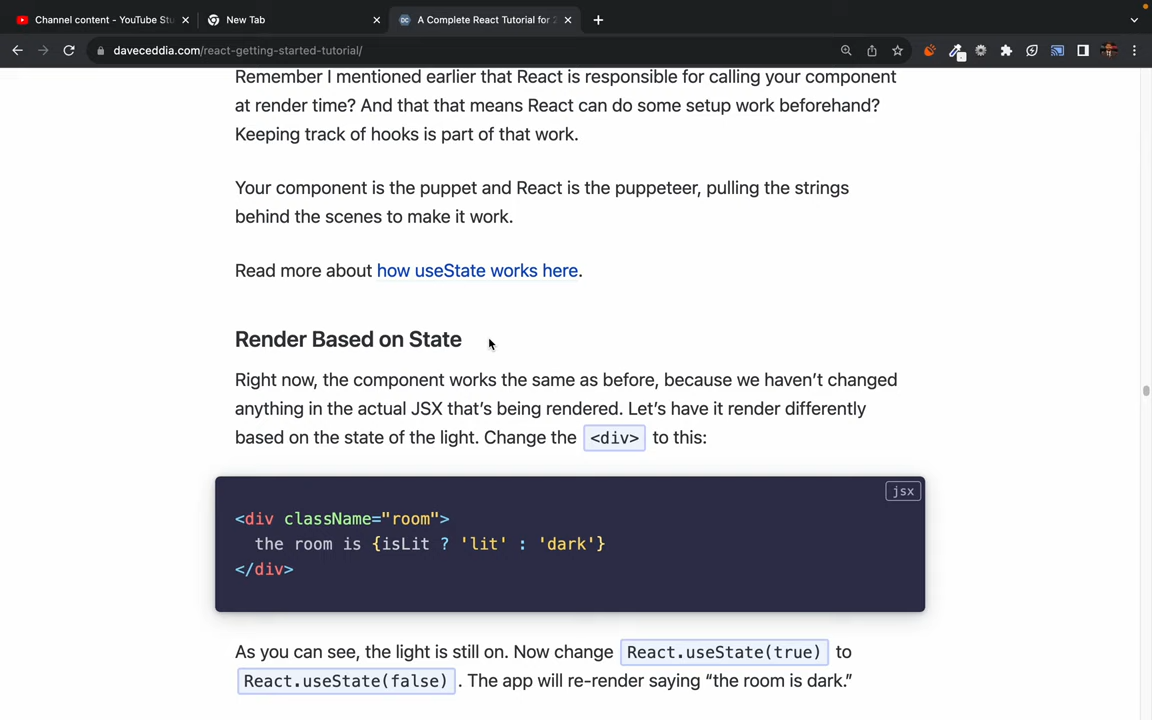 Channel content - YouTube Stu
New Tab
A Complete React Tutorial for 2
daveceddia.com/react-getting-started-tutorial/
Remember I mentioned earlier that React is responsible for calling your component
at render time? And that that means React can do some setup work beforehand?
Keeping track of hooks is part of that work.
Your component is the puppet and React is the puppeteer, pulling the strings
behind the scenes to make it work.
Read more about how useState works here.
Render Based on State
Right now, the component works the same as before, because we haven’t changed
anything in the actual JSX that’s being rendered. Let’s have it render differently
based on the state of the light. Change the <div> to this:
jsx
<div className="room">
the room is {isLit ? 'lit' : 'dark'}
</div>
As you can see, the light is still on. Now change React.useState(true) to
React.useState(false) . The app will re-render saying “the room is dark.”